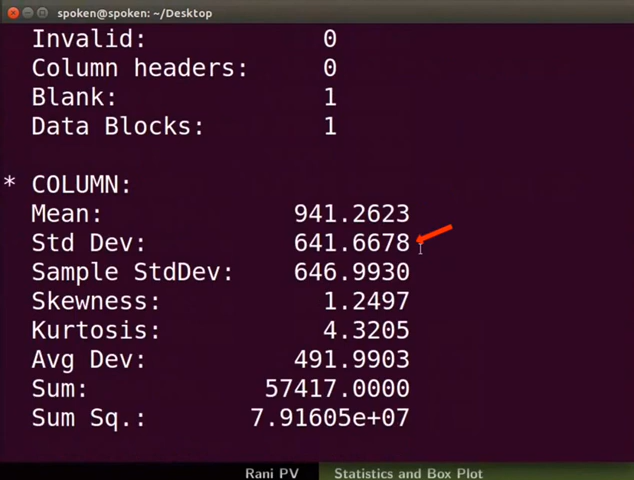 spoken@spoken: ~/Desktop
Invalid: 0
Column headers: 0
Blank: 1
Data Blocks: 1
* COLUMN:
Mean: 941.2623
Std Dev: 641.6678
Sample StdDev: 646.9930
Skewness: 1.2497
Kurtosis: 4.3205
Avg Dev: 491.9903
Sum: 57417.0000
Sum Sq.: 7.91605e+07
Rani PV Statistics and Box Plot